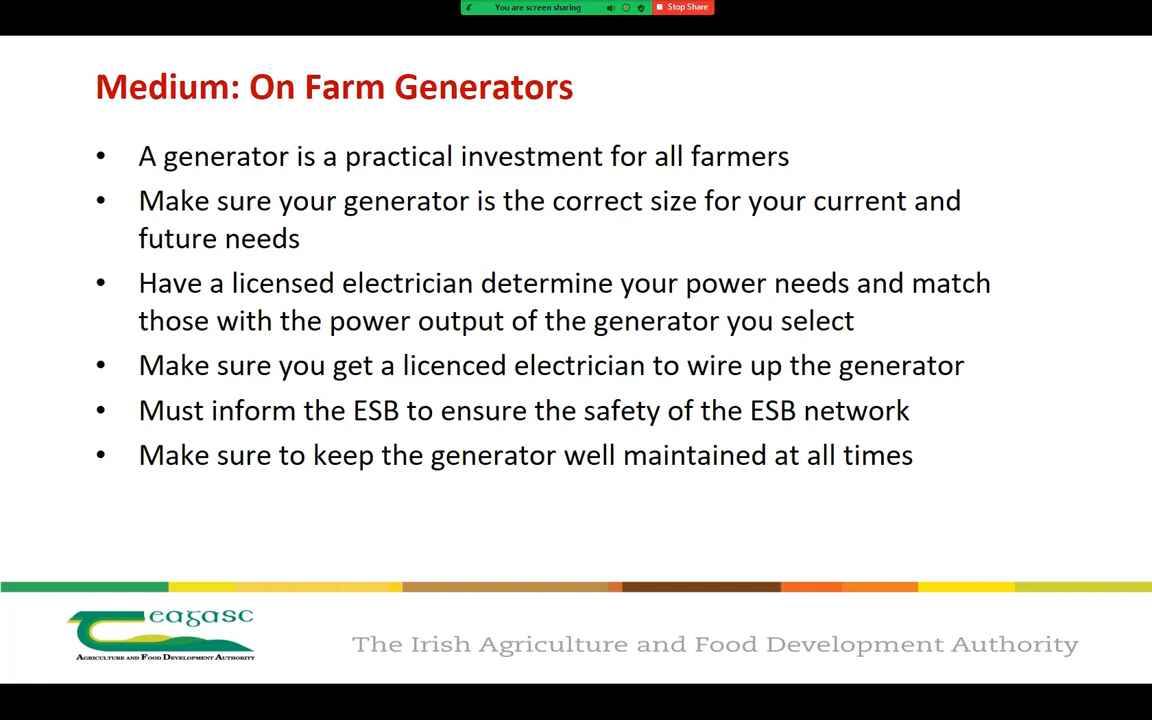 You are screen sharing
Stop Share
Medium: On Farm Generators
• A generator is a practical investment for all farmers
• Make sure your generator is the correct size for your current and
future needs
• Have a licensed electrician determine your power needs and match
those with the power output of the generator you select
• Make sure you get a licenced electrician to wire up the generator
• Must inform the ESB to ensure the safety of the ESB network
• Make sure to keep the generator well maintained at all times
Teagasc
AGRICULTURE AND FOOD DEVELOPMENT AUTHORITY
The Irish Agriculture and Food Development Authority